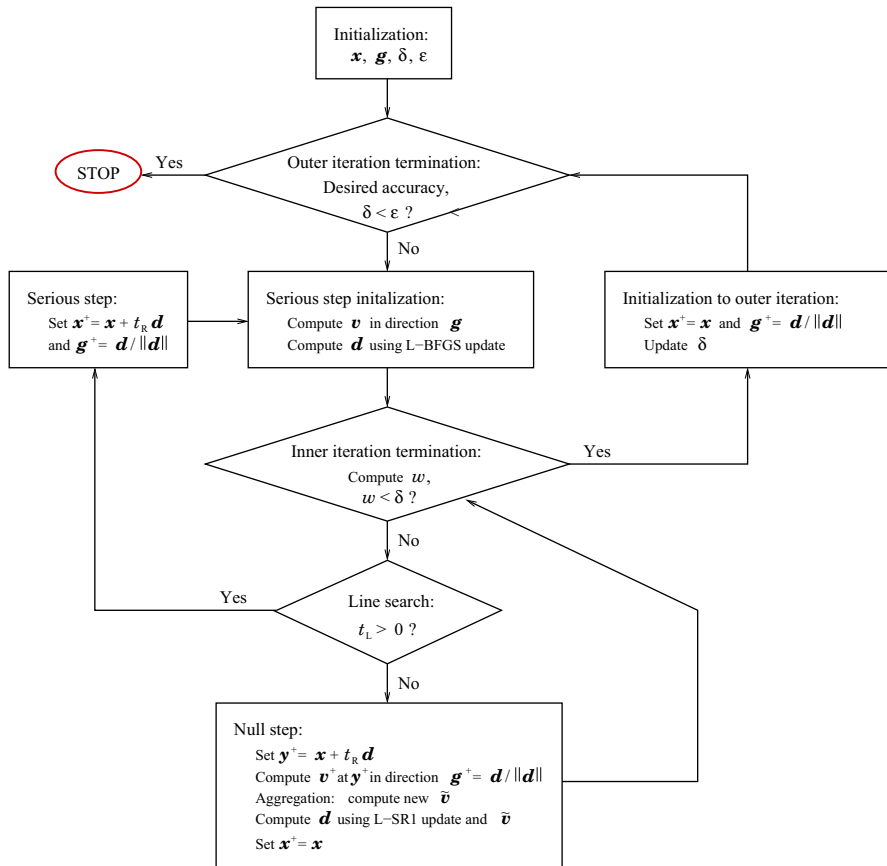 Initialization:
x, g, δ, ε
Outer iteration termination:
Desired accuracy,
δ < ε ?
Yes
STOP
No
Serious step:
Set x⁺= x + t_R d
and g⁺= d / ||d||
Serious step initalization:
Compute v in direction g
Compute d using L−BFGS update
Initialization to outer iteration:
Set x⁺= x and g⁺= d / ||d||
Update δ
Inner iteration termination:
Compute w,
w < δ ?
Yes
No
Line search:
t_L > 0 ?
Yes
No
Null step:
Set y⁺= x + t_R d
Compute v⁺ at y⁺ in direction g⁺= d / ||d||
Aggregation: compute new ṽ
Compute d using L−SR1 update and ṽ
Set x⁺= x